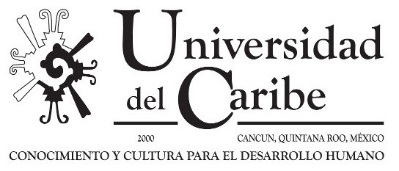 Universidad
del Caribe
2000 CANCUN, QUINTANA ROO, MÉXICO
CONOCIMIENTO Y CULTURA PARA EL DESARROLLO HUMANO